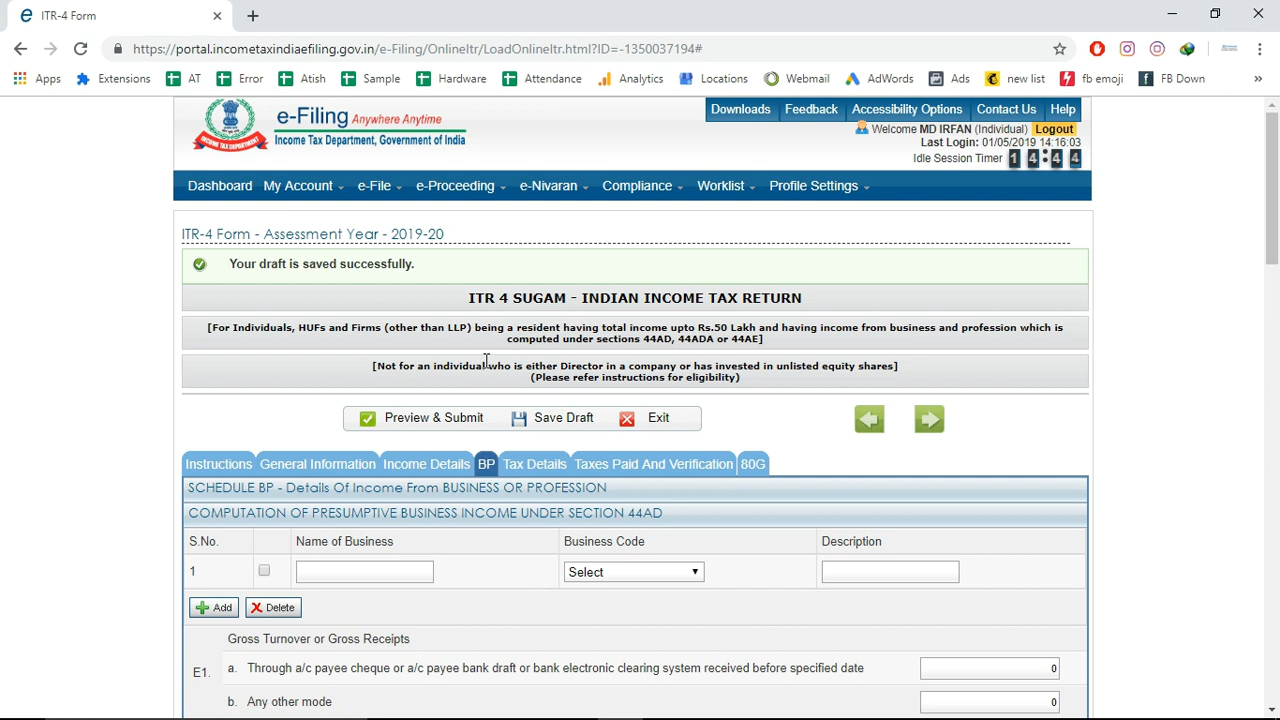 ITR-4 Form
https://portal.incometaxindiaefiling.gov.in/e-Filing/OnlineItr/LoadOnlineItr.html?ID=-1350037194#
Apps Extensions AT Error Atish Sample Hardware Attendance Analytics Locations Webmail AdWords Ads new list fb emoji FB Down »
Downloads Feedback Accessibility Options Contact Us Help
e-Filing Anywhere Anytime
Income Tax Department, Government of India
Welcome MD IRFAN (Individual) Logout
Last Login: 01/05/2019 14:16:03
Idle Session Timer 1 4 : 4 4
Dashboard My Account e-File e-Proceeding e-Nivaran Compliance Worklist Profile Settings
ITR-4 Form - Assessment Year - 2019-20
Your draft is saved successfully.
ITR 4 SUGAM - INDIAN INCOME TAX RETURN
[For Individuals, HUFs and Firms (other than LLP) being a resident having total income upto Rs.50 Lakh and having income from business and profession which is
computed under sections 44AD, 44ADA or 44AE]
[Not for an individual who is either Director in a company or has invested in unlisted equity shares]
(Please refer instructions for eligibility)
Preview & Submit Save Draft Exit
Instructions General Information Income Details BP Tax Details Taxes Paid And Verification 80G
SCHEDULE BP - Details Of Income From BUSINESS OR PROFESSION
COMPUTATION OF PRESUMPTIVE BUSINESS INCOME UNDER SECTION 44AD
S.No. Name of Business Business Code Description
1 Select
Add Delete
Gross Turnover or Gross Receipts
E1. a. Through a/c payee cheque or a/c payee bank draft or bank electronic clearing system received before specified date 0
b. Any other mode 0